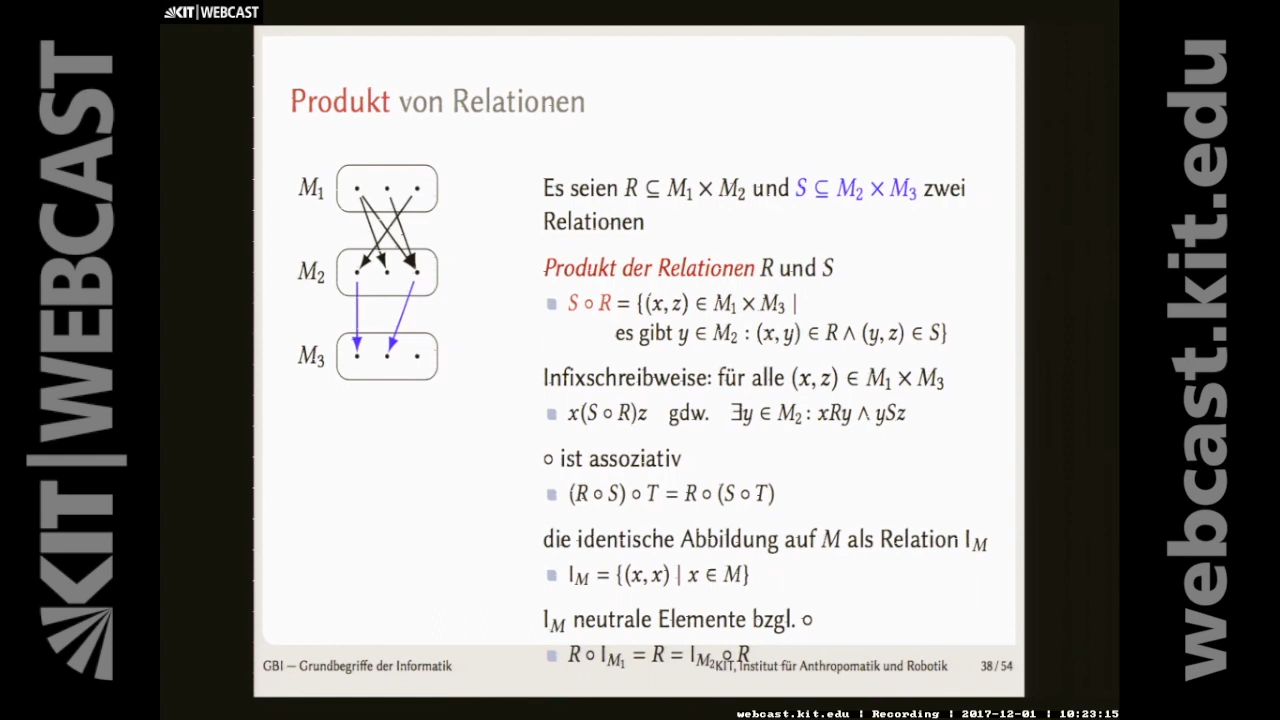 KIT|WEBCAST
KIT|WEBCAST
webcast.kit.edu
Produkt von Relationen
M₁
M₂
M₃
Es seien R ⊆ M₁ × M₂ und S ⊆ M₂ × M₃ zwei
Relationen
Produkt der Relationen R und S
S ∘ R = {(x, z) ∈ M₁ × M₃ |
es gibt y ∈ M₂ : (x, y) ∈ R ∧ (y, z) ∈ S}
Infixschreibweise: für alle (x, z) ∈ M₁ × M₃
x(S ∘ R)z gdw. ∃y ∈ M₂ : xRy ∧ ySz
∘ ist assoziativ
(R ∘ S) ∘ T = R ∘ (S ∘ T)
die identische Abbildung auf M als Relation I_M
I_M = {(x, x) | x ∈ M}
I_M neutrale Elemente bzgl. ∘
R ∘ I_M₁ = R = I_M₂ ∘ R
GBI — Grundbegriffe der Informatik
KIT, Institut für Anthropomatik und Robotik
38 / 54
webcast.kit.edu | Recording | 2017-12-01 | 10:23:15